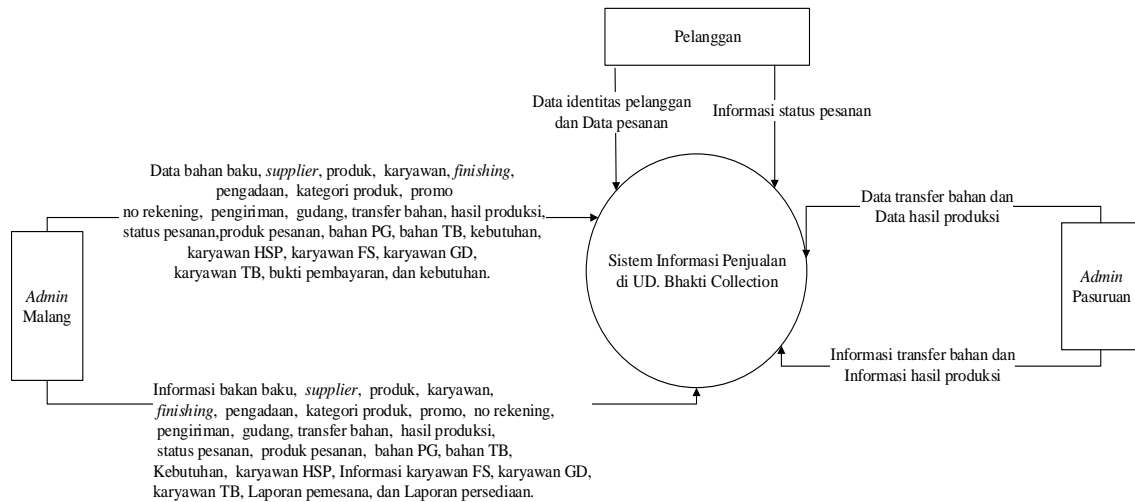 Pelanggan
Data identitas pelanggan
dan Data pesanan
Informasi status pesanan
Data bahan baku, supplier, produk, karyawan, finishing,
pengadaan, kategori produk, promo
no rekening, pengiriman, gudang, transfer bahan, hasil produksi,
status pesanan,produk pesanan, bahan PG, bahan TB, kebutuhan,
karyawan HSP, karyawan FS, karyawan GD,
karyawan TB, bukti pembayaran, dan kebutuhan.
Data transfer bahan dan
Data hasil produksi
Admin
Malang
Sistem Informasi Penjualan
di UD. Bhakti Collection
Admin
Pasuruan
Informasi transfer bahan dan
Informasi hasil produksi
Informasi bakan baku, supplier, produk, karyawan,
finishing, pengadaan, kategori produk, promo, no rekening,
pengiriman, gudang, transfer bahan, hasil produksi,
status pesanan, produk pesanan, bahan PG, bahan TB,
Kebutuhan, karyawan HSP, Informasi karyawan FS, karyawan GD,
karyawan TB, Laporan pemesana, dan Laporan persediaan.